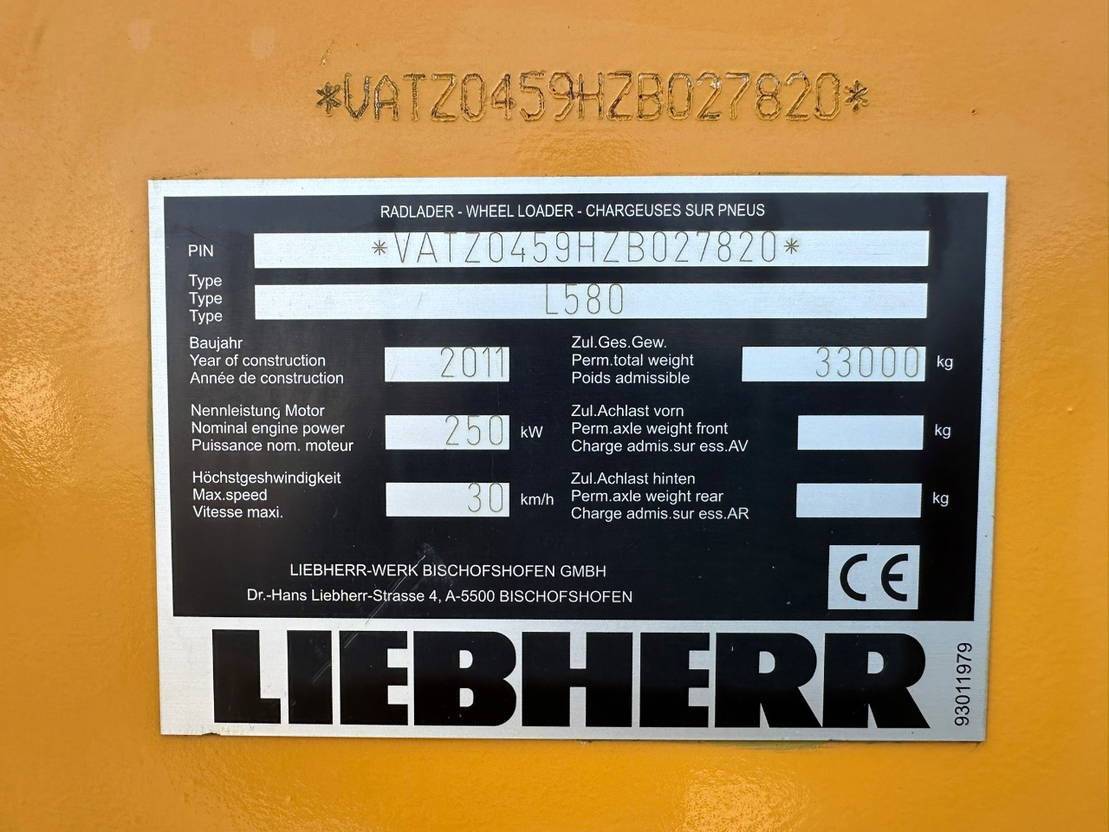 *VATZ0459HZB027820*
RADLADER - WHEEL LOADER - CHARGEUSES SUR PNEUS
PIN *VATZ0459HZB027820*
Type
Type L580
Type
Baujahr
Year of construction 2011
Année de construction
Zul.Ges.Gew.
Perm.total weight 33000 kg
Poids admissible
Nennleistung Motor
Nominal engine power 250 kW
Puissance nom. moteur
Zul.Achlast vorn
Perm.axle weight front kg
Charge admis.sur ess.AV
Höchstgeshwindigkeit
Max.speed 30 km/h
Vitesse maxi.
Zul.Achlast hinten
Perm.axle weight rear kg
Charge admis.sur ess.AR
LIEBHERR-WERK BISCHOFSHOFEN GMBH
Dr.-Hans Liebherr-Strasse 4, A-5500 BISCHOFSHOFEN
CE
LIEBHERR
93011979